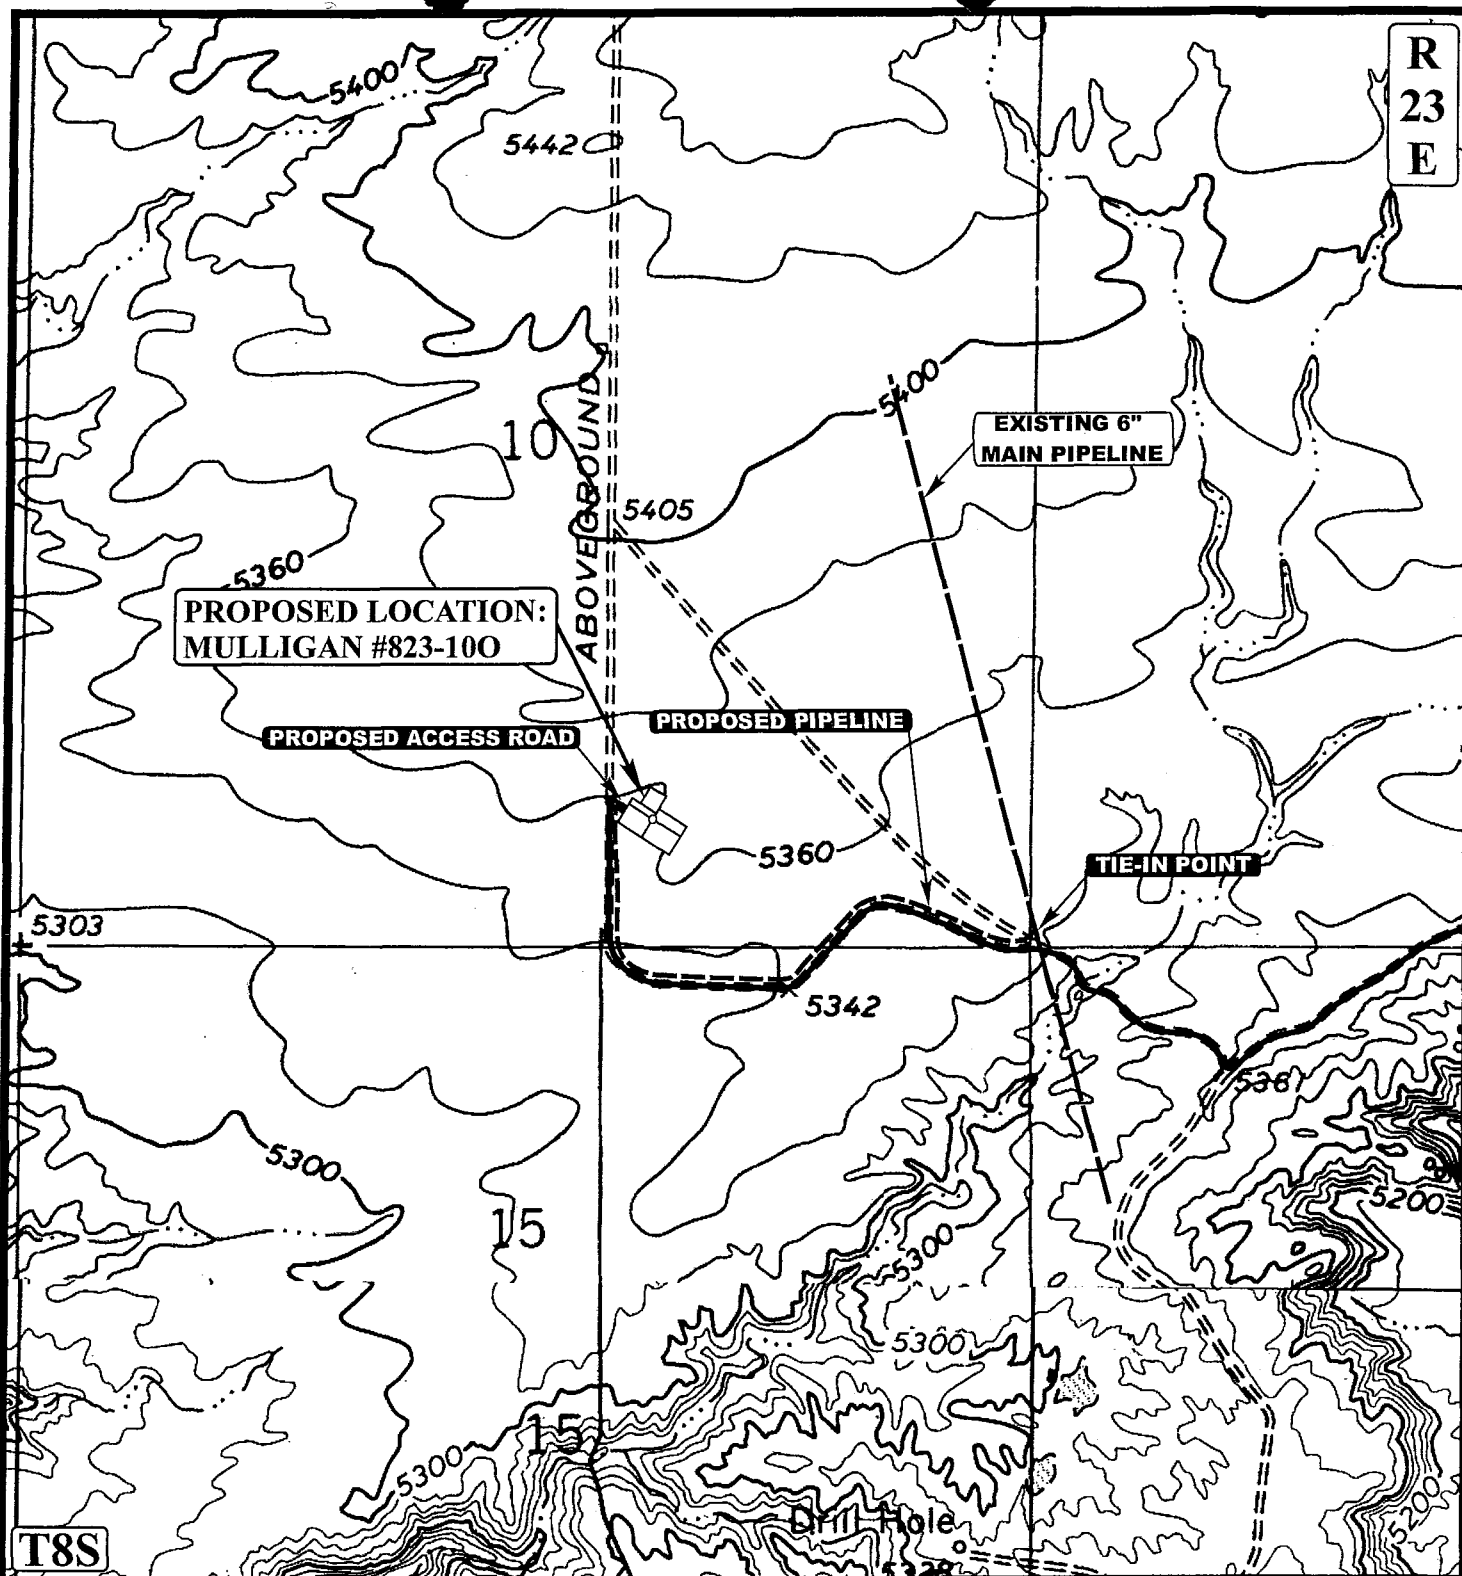 R
23
E
5400
5442
5400
10
EXISTING 6"
MAIN PIPELINE
ABOVEGROUND
5405
5360
PROPOSED LOCATION:
MULLIGAN #823-10O
PROPOSED ACCESS ROAD
PROPOSED PIPELINE
5360
TIE-IN POINT
5303
5342
5300
5200
15
5300
5300
15
5300
5200
Drill Hole
T8S